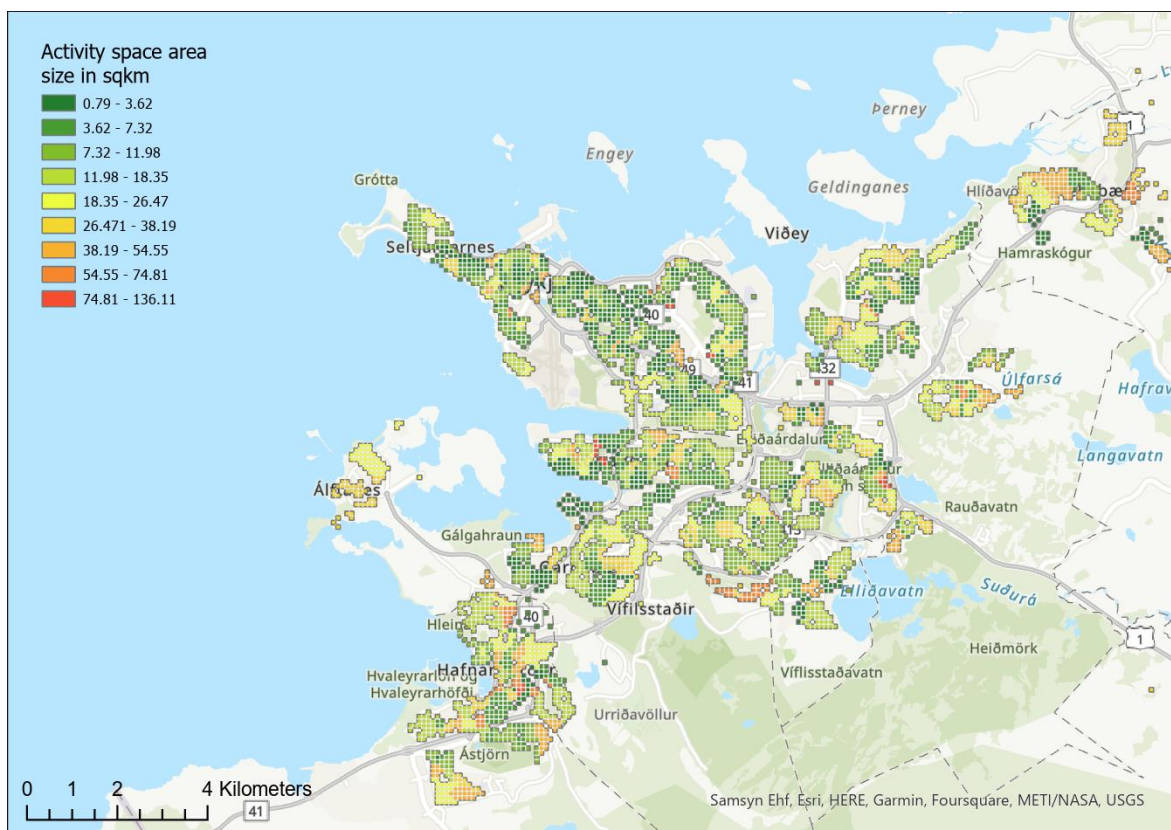 Activity space area
size in sqkm
0.79 - 3.62
3.62 - 7.32
7.32 - 11.98
11.98 - 18.35
18.35 - 26.47
26.471 - 38.19
38.19 - 54.55
54.55 - 74.81
74.81 - 136.11
Þerney
Engey
1
Grótta
Geldinganes
Viðey
Hamraskógur
40
41
32
Úlfarsá
Langavatn
Rauðavatn
Gálgahraun
Vífilsstaðir
Elliðavatn
Suðurá
40
1
Heiðmörk
Vífilsstaðavatn
Hvaleyrarlón og
Hvaleyrarhöfði
Urriðavöllur
Ástjörn
0 1 2 4 Kilometers
41
Samsyn Ehf, Esri, HERE, Garmin, Foursquare, METI/NASA, USGS